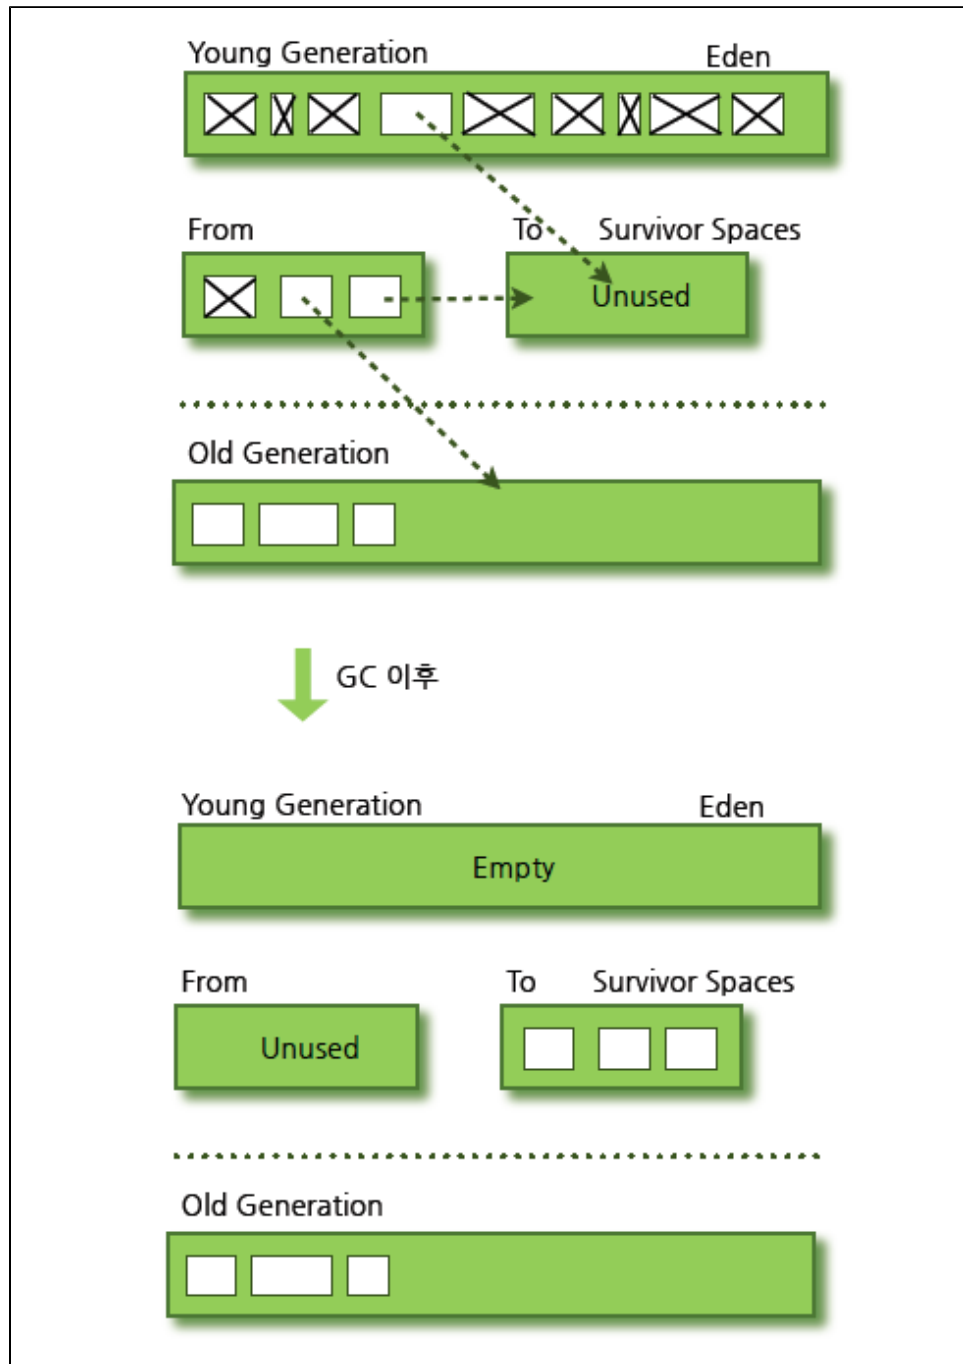 Young Generation Eden
From To Survivor Spaces
Unused
Old Generation
GC 이후
Young Generation Eden
Empty
From To Survivor Spaces
Unused
Old Generation